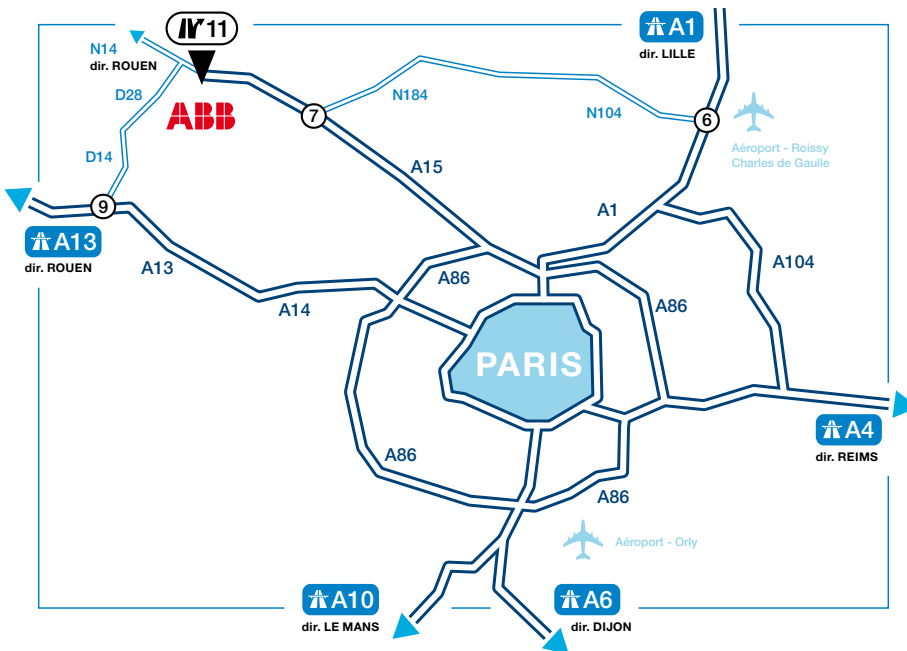 11
A1
dir. LILLE
N14
dir. ROUEN
D28
ABB
7
N184
N104
6
Aéroport - Roissy
Charles de Gaulle
D14
A15
9
A1
A13
dir. ROUEN
A13
A86
A104
A14
A86
PARIS
A4
dir. REIMS
A86
A86
Aéroport - Orly
A10
dir. LE MANS
A6
dir. DIJON